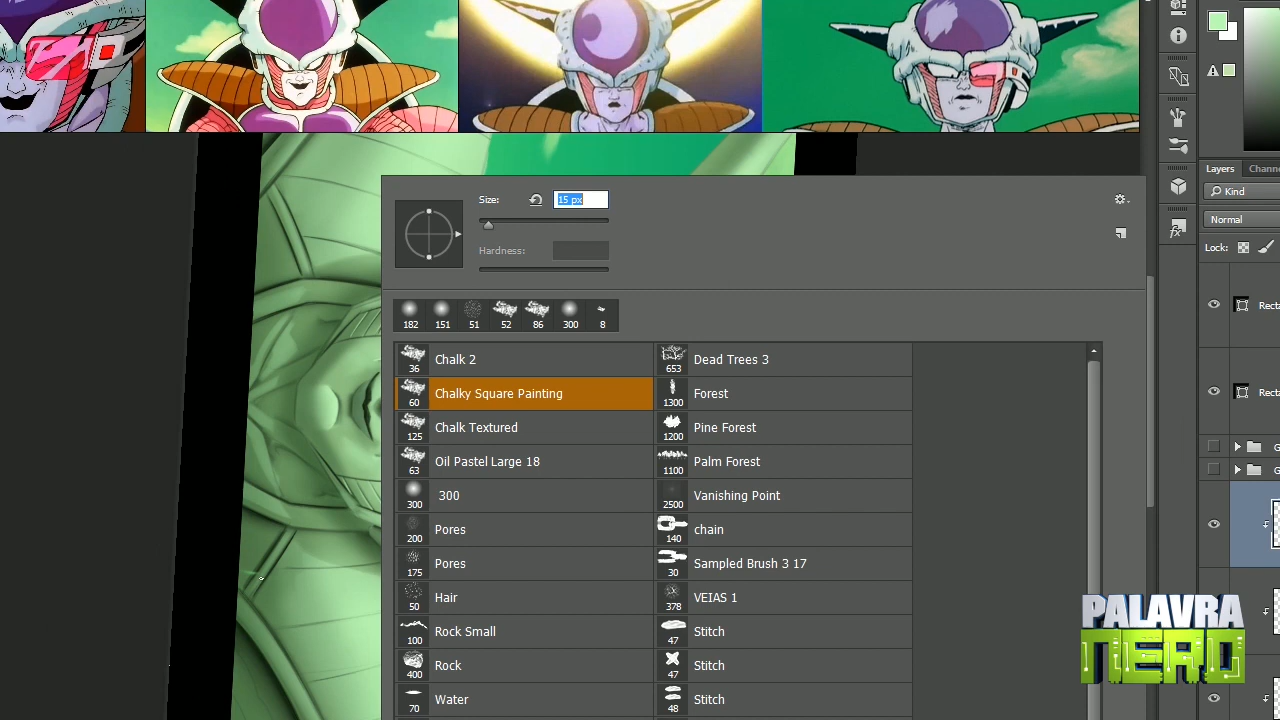 Size:
15 px
Hardness:
182 151 51 52 86 300 8
36 Chalk 2
60 Chalky Square Painting
125 Chalk Textured
63 Oil Pastel Large 18
300 300
200 Pores
175 Pores
50 Hair
100 Rock Small
400 Rock
70 Water
653 Dead Trees 3
1300 Forest
1200 Pine Forest
1100 Palm Forest
2500 Vanishing Point
140 chain
30 Sampled Brush 3 17
378 VEIAS 1
47 Stitch
47 Stitch
48 Stitch
Layers Channe
Kind
Normal
Lock:
Recta
Recta
G
G
PALAVRA
NERD